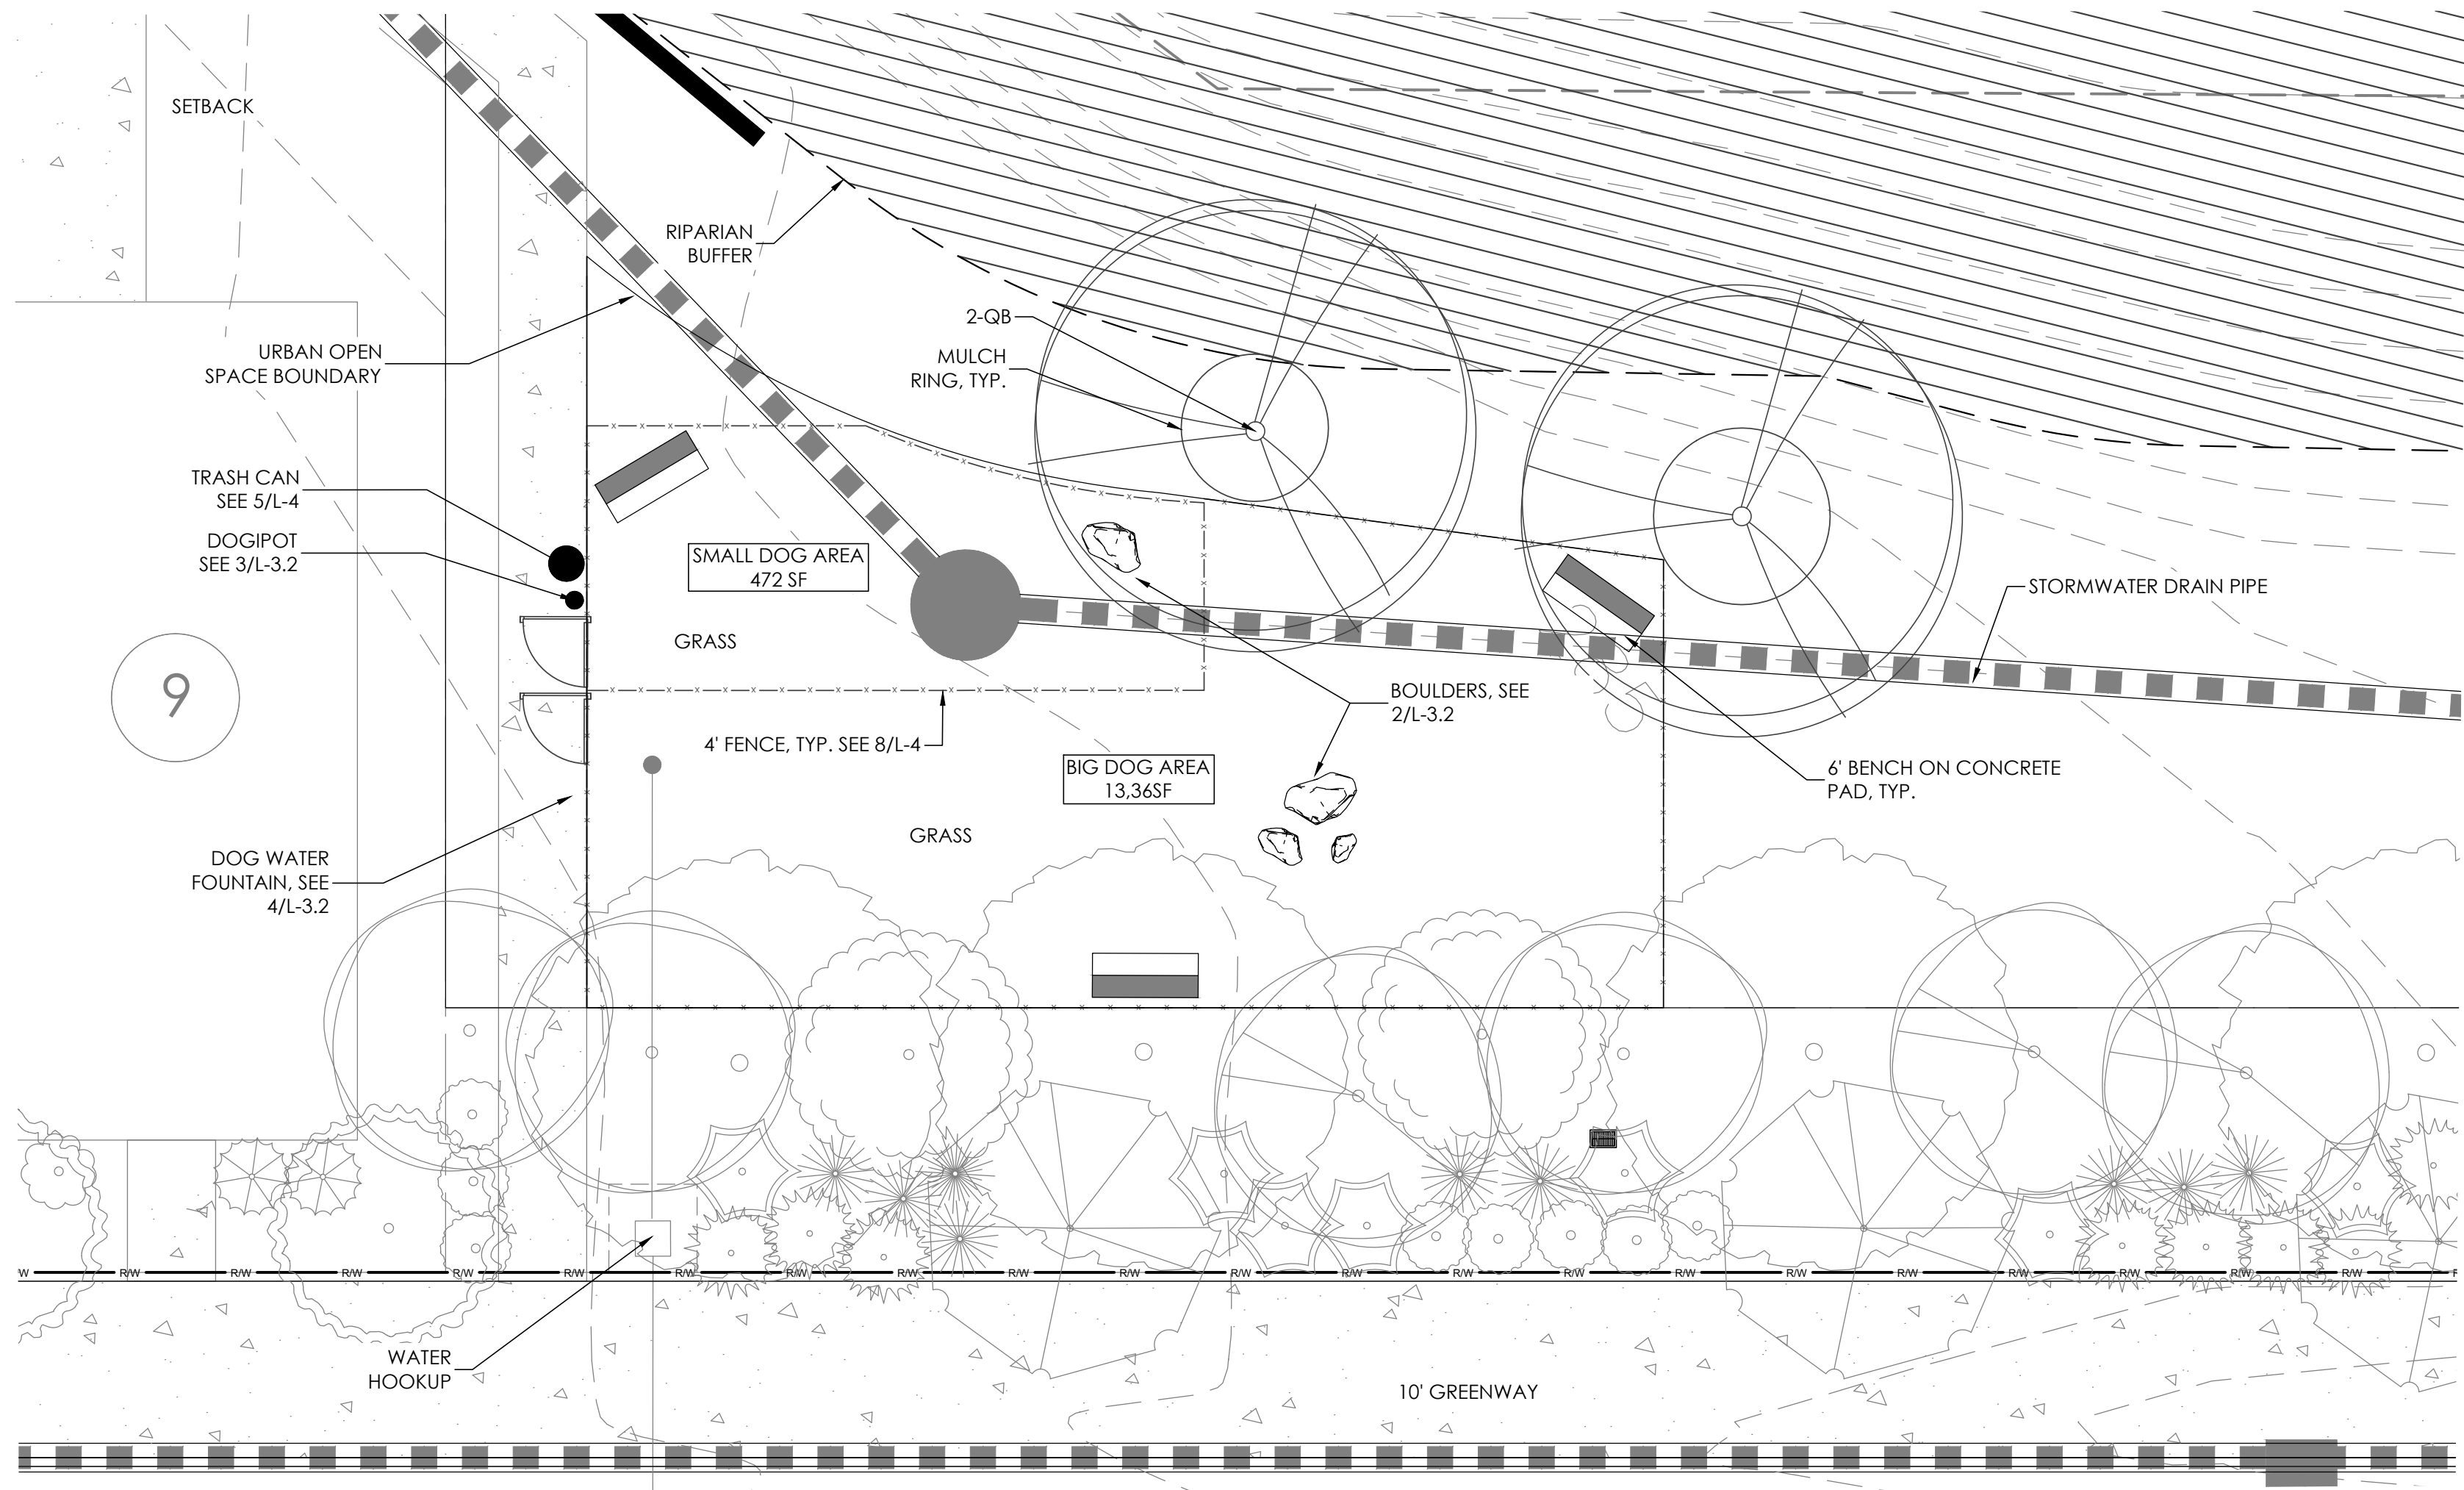 SETBACK
RIPARIAN
BUFFER
2-QB
MULCH
RING, TYP.
URBAN OPEN
SPACE BOUNDARY
TRASH CAN
SEE 5/L-4
DOGIPOT
SEE 3/L-3.2
SMALL DOG AREA
472 SF
STORMWATER DRAIN PIPE
GRASS
9
BOULDERS, SEE
2/L-3.2
4' FENCE, TYP. SEE 8/L-4
BIG DOG AREA
13,36SF
6' BENCH ON CONCRETE
PAD, TYP.
GRASS
DOG WATER
FOUNTAIN, SEE
4/L-3.2
W R/W R/W R/W R/W R/W R/W R/W R/W R/W R/W R/W R/W R/W R/W R/W R/W R/W R/W R/W R/W R/W
WATER
HOOKUP
10' GREENWAY